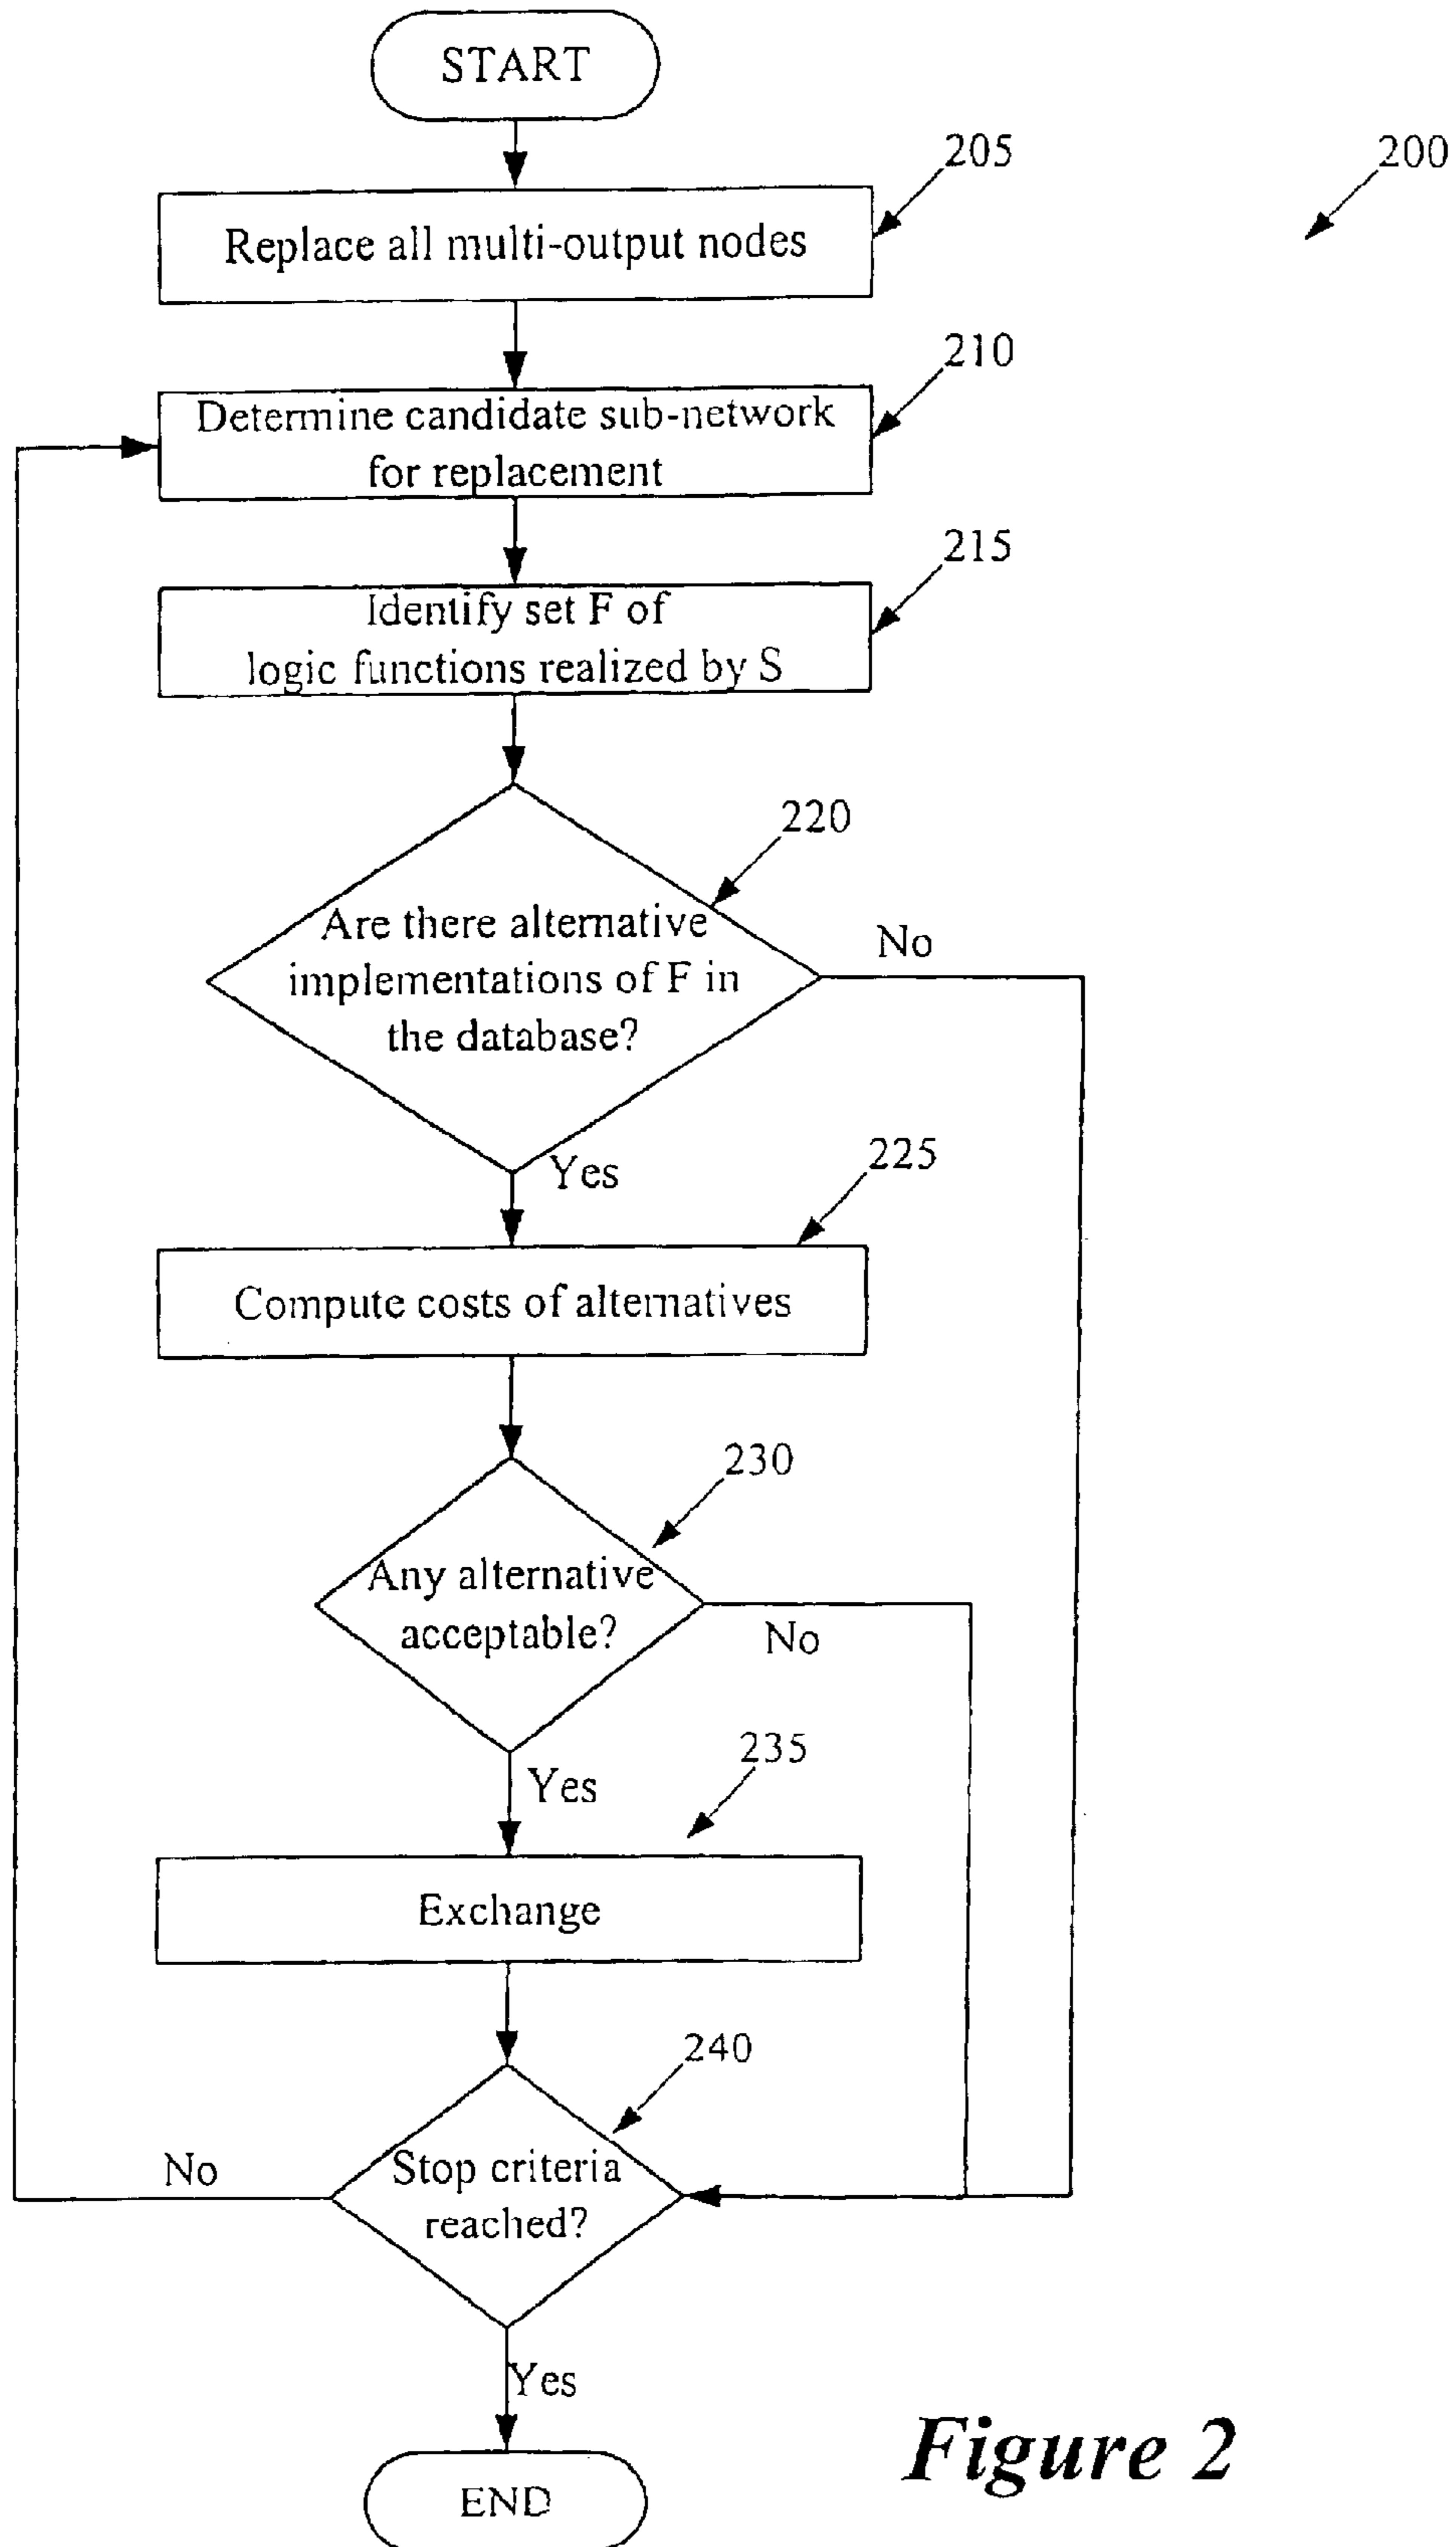 START
205
200
Replace all multi-output nodes
210
Determine candidate sub-network
for replacement
215
Identify set F of
logic functions realized by S
220
Are there alternative
implementations of F in
the database?
No
Yes
225
Compute costs of alternatives
230
Any alternative
acceptable?
No
235
Yes
Exchange
240
Stop criteria
reached?
No
Yes
END
Figure 2